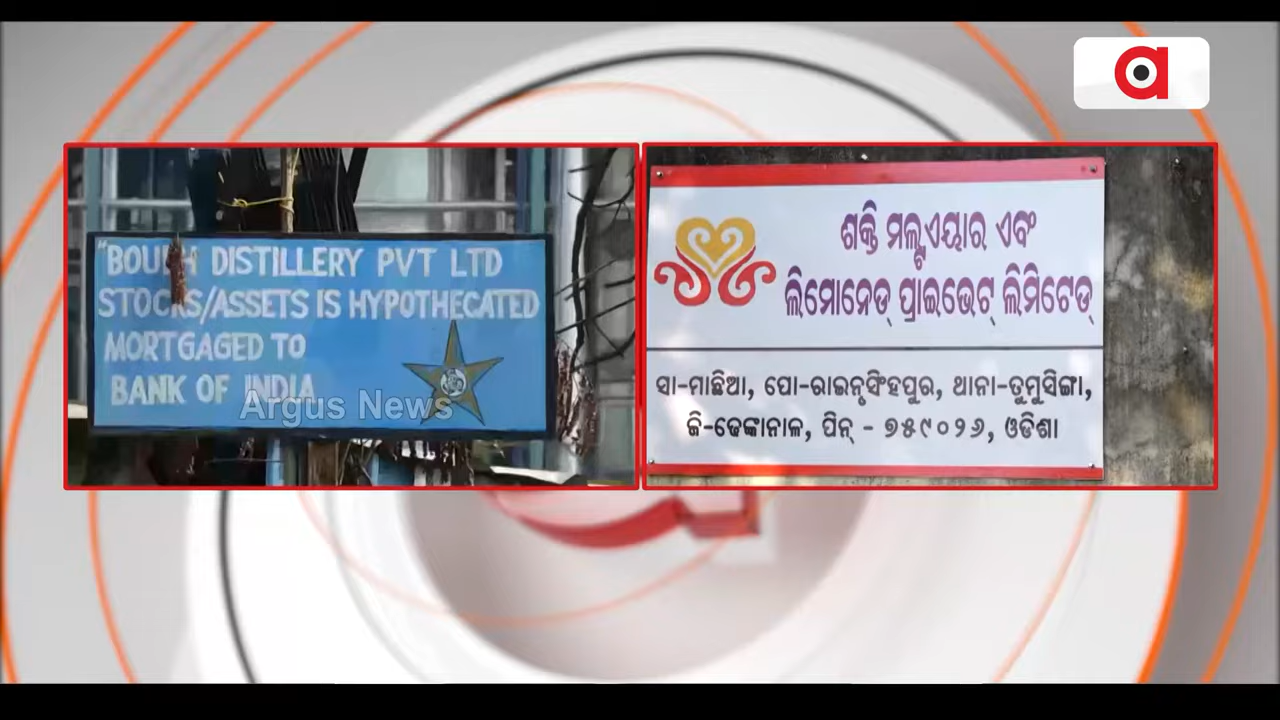 "BOUDH DISTILLERY PVT LTD
STOCKS/ASSETS IS HYPOTHECATED
MORTGAGED TO
BANK OF INDIA
Argus News
ଶକ୍ତି ମଲ୍ଟଏୟାର ଏବଂ
ଲିମୋନେଡ୍ ପ୍ରାଇଭେଟ୍ ଲିମିଟେଡ୍
ସା-ମାଛିଆ, ପୋ-ରାଇନୃସିଂହପୁର, ଥାନା-ତୁମୁସିଙ୍ଗା,
ଜି-ଢେଙ୍କାନାଳ, ପିନ୍ - ୭୫୯୦୨୬, ଓଡିଶା